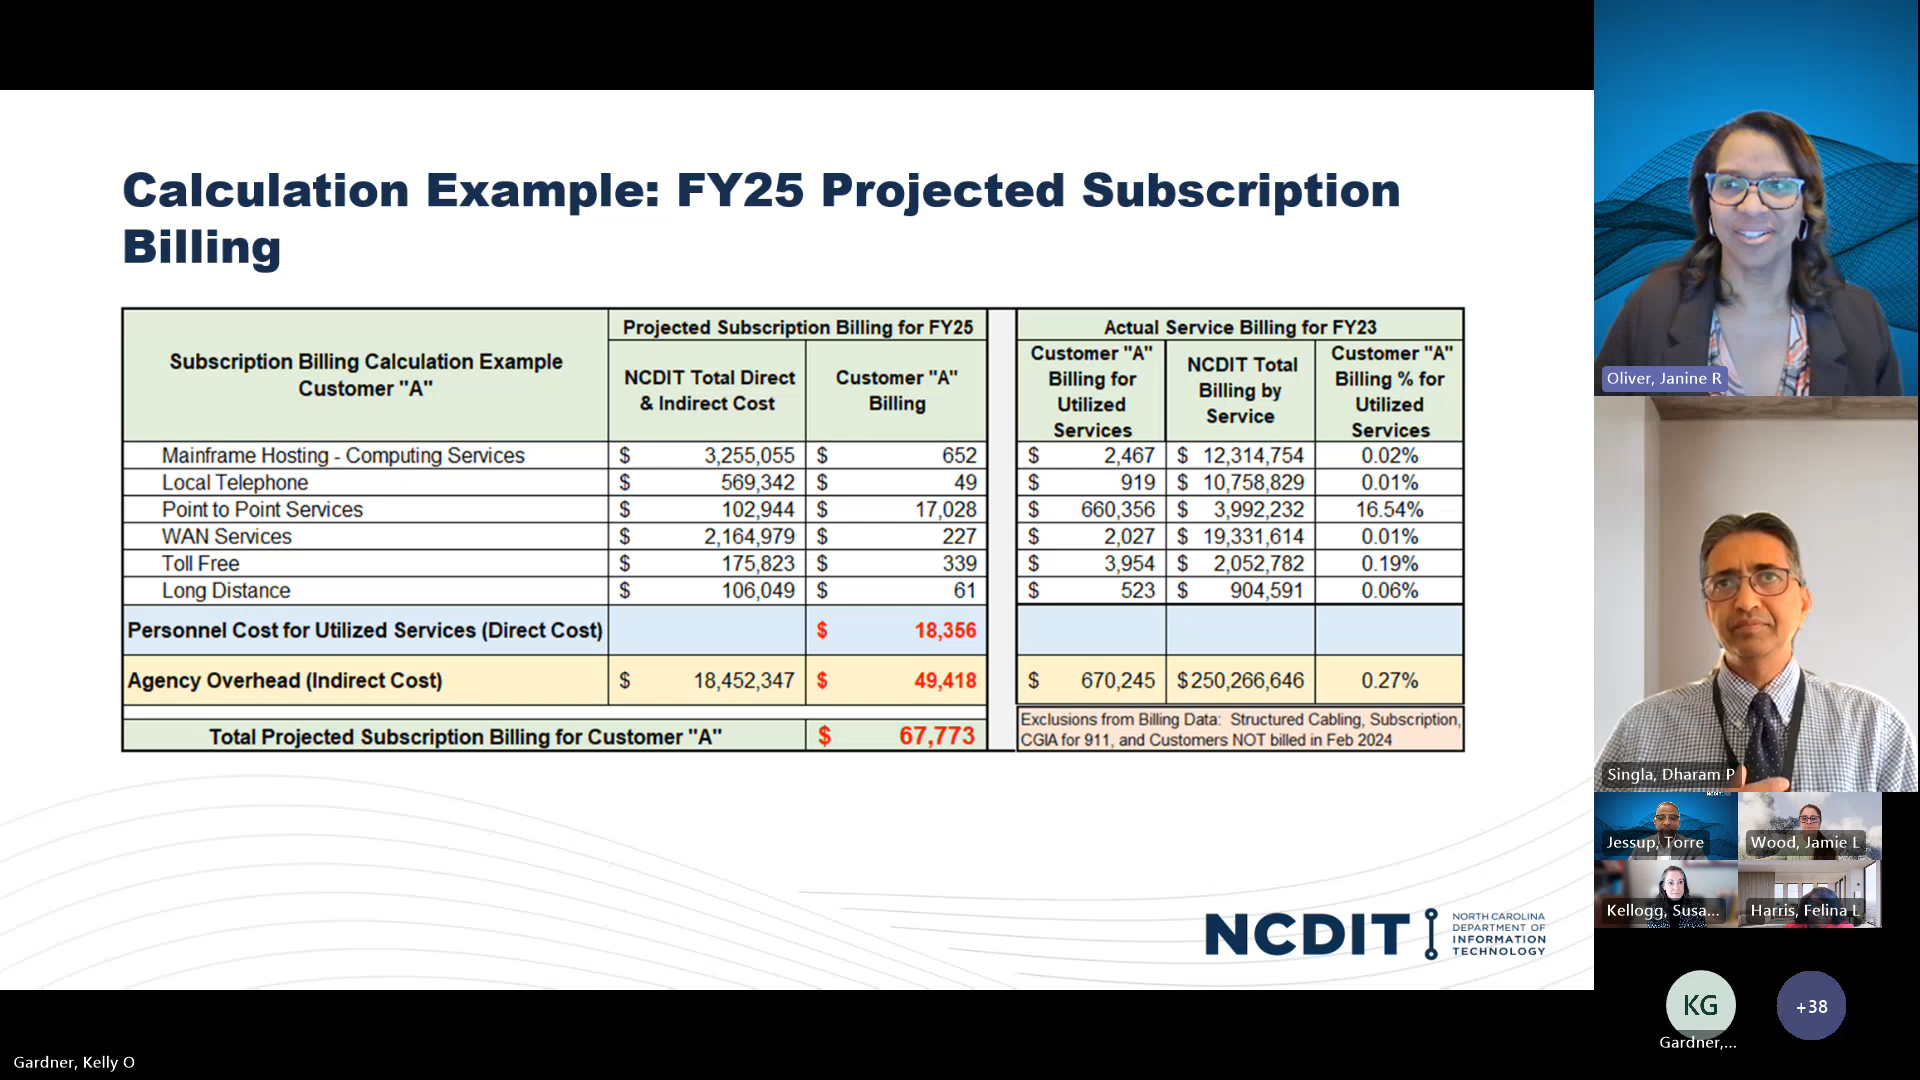 Calculation Example: FY25 Projected Subscription
Billing
Subscription Billing Calculation Example
Customer "A"
Projected Subscription Billing for FY25
NCDIT Total Direct
& Indirect Cost
Customer "A"
Billing
Actual Service Billing for FY23
Customer "A"
Billing for
Utilized
Services
NCDIT Total
Billing by
Service
Customer "A"
Billing % for
Utilized
Services
Mainframe Hosting - Computing Services $ 3,255,055 $ 652 $ 2,467 $ 12,314,754 0.02%
Local Telephone $ 569,342 $ 49 $ 919 $ 10,758,829 0.01%
Point to Point Services $ 102,944 $ 17,028 $ 660,356 $ 3,992,232 16.54%
WAN Services $ 2,164,979 $ 227 $ 2,027 $ 19,331,614 0.01%
Toll Free $ 175,823 $ 339 $ 3,954 $ 2,052,782 0.19%
Long Distance $ 106,049 $ 61 $ 523 $ 904,591 0.06%
Personnel Cost for Utilized Services (Direct Cost) $ 18,356
Agency Overhead (Indirect Cost) $ 18,452,347 $ 49,418 $ 670,245 $250,266,646 0.27%
Total Projected Subscription Billing for Customer "A" $ 67,773
Exclusions from Billing Data: Structured Cabling, Subscription,
CGIA for 911, and Customers NOT billed in Feb 2024
NCDIT
NORTH CAROLINA
DEPARTMENT OF
INFORMATION
TECHNOLOGY
Oliver, Janine R
Singla, Dharam P
Jessup, Torre
Wood, Jamie L
Kellogg, Susa...
Harris, Felina L
KG
Gardner,...
+38
Gardner, Kelly O